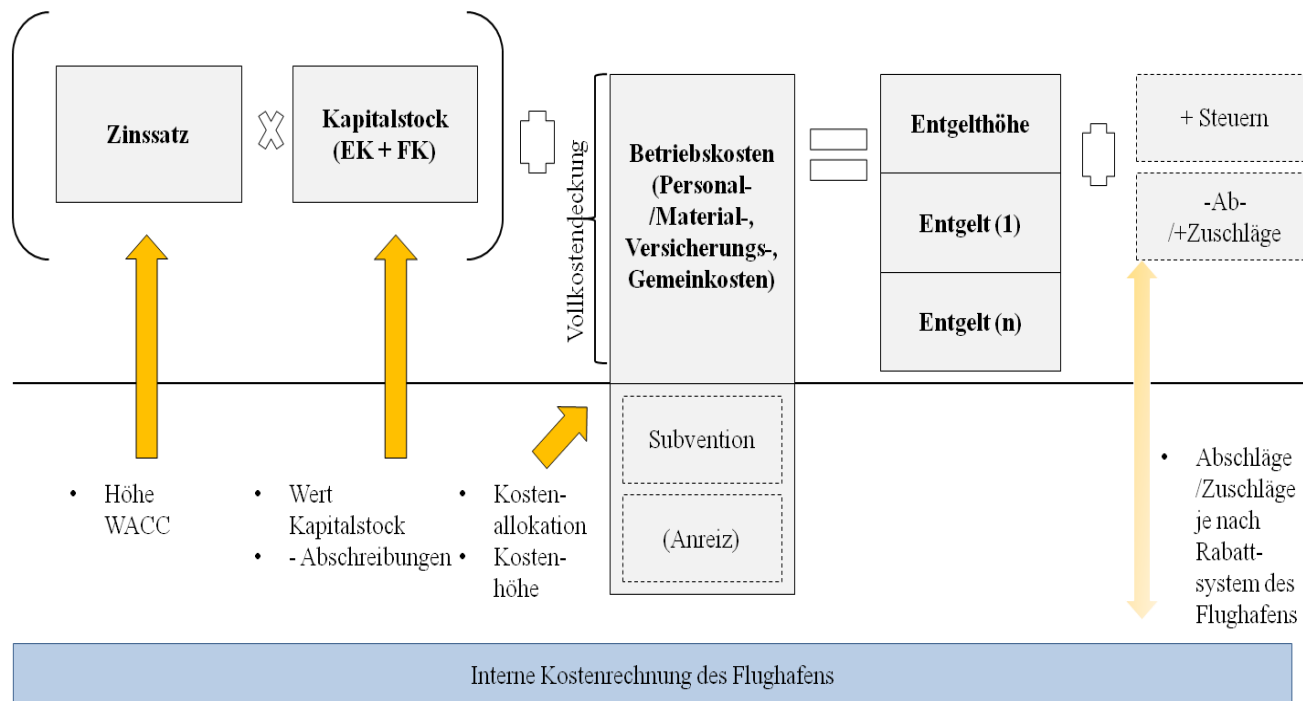 Zinssatz
Kapitalstock
(EK + FK)
Vollkostendeckung
Betriebskosten
(Personal-
/Material-,
Versicherungs-,
Gemeinkosten)
Entgelthöhe
Entgelt (1)
Entgelt (n)
+ Steuern
-Ab-
/+Zuschläge
Subvention
(Anreiz)
• Höhe
WACC
• Wert
Kapitalstock
• - Abschreibungen
• Kosten-
allokation
• Kosten-
höhe
• Abschläge
/Zuschläge
je nach
Rabatt-
system des
Flughafens
Interne Kostenrechnung des Flughafens